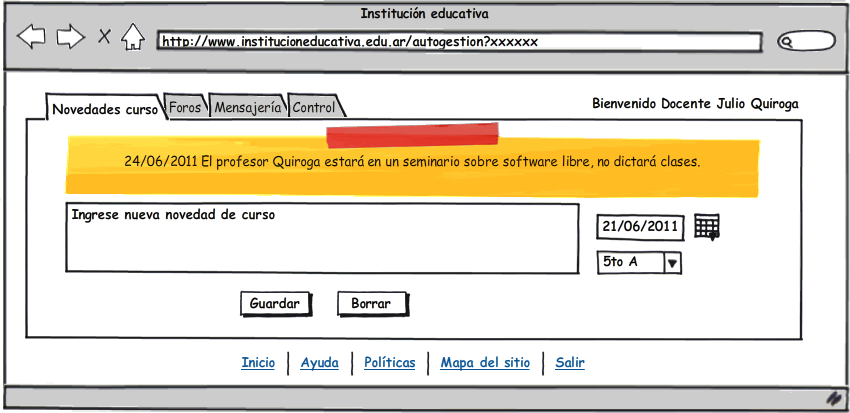 Institución educativa
http://www.institucioneducativa.edu.ar/autogestion?xxxxxx
Bienvenido Docente Julio Quiroga
Novedades curso Foros Mensajería Control
24/06/2011 El profesor Quiroga estará en un seminario sobre software libre, no dictará clases.
Ingrese nueva novedad de curso
21/06/2011
5to A
Guardar Borrar
Inicio Ayuda Políticas Mapa del sitio Salir